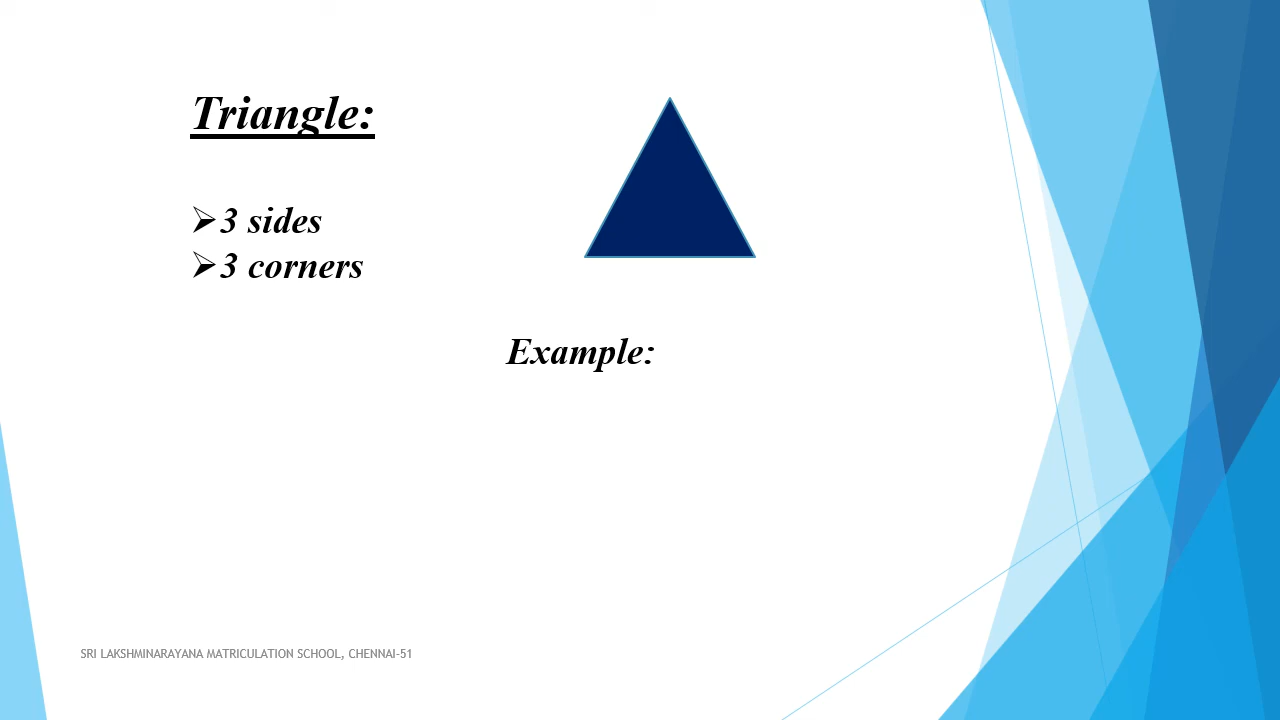 Triangle:
➢3 sides
➢3 corners
Example:
SRI LAKSHMINARAYANA MATRICULATION SCHOOL, CHENNAI-51